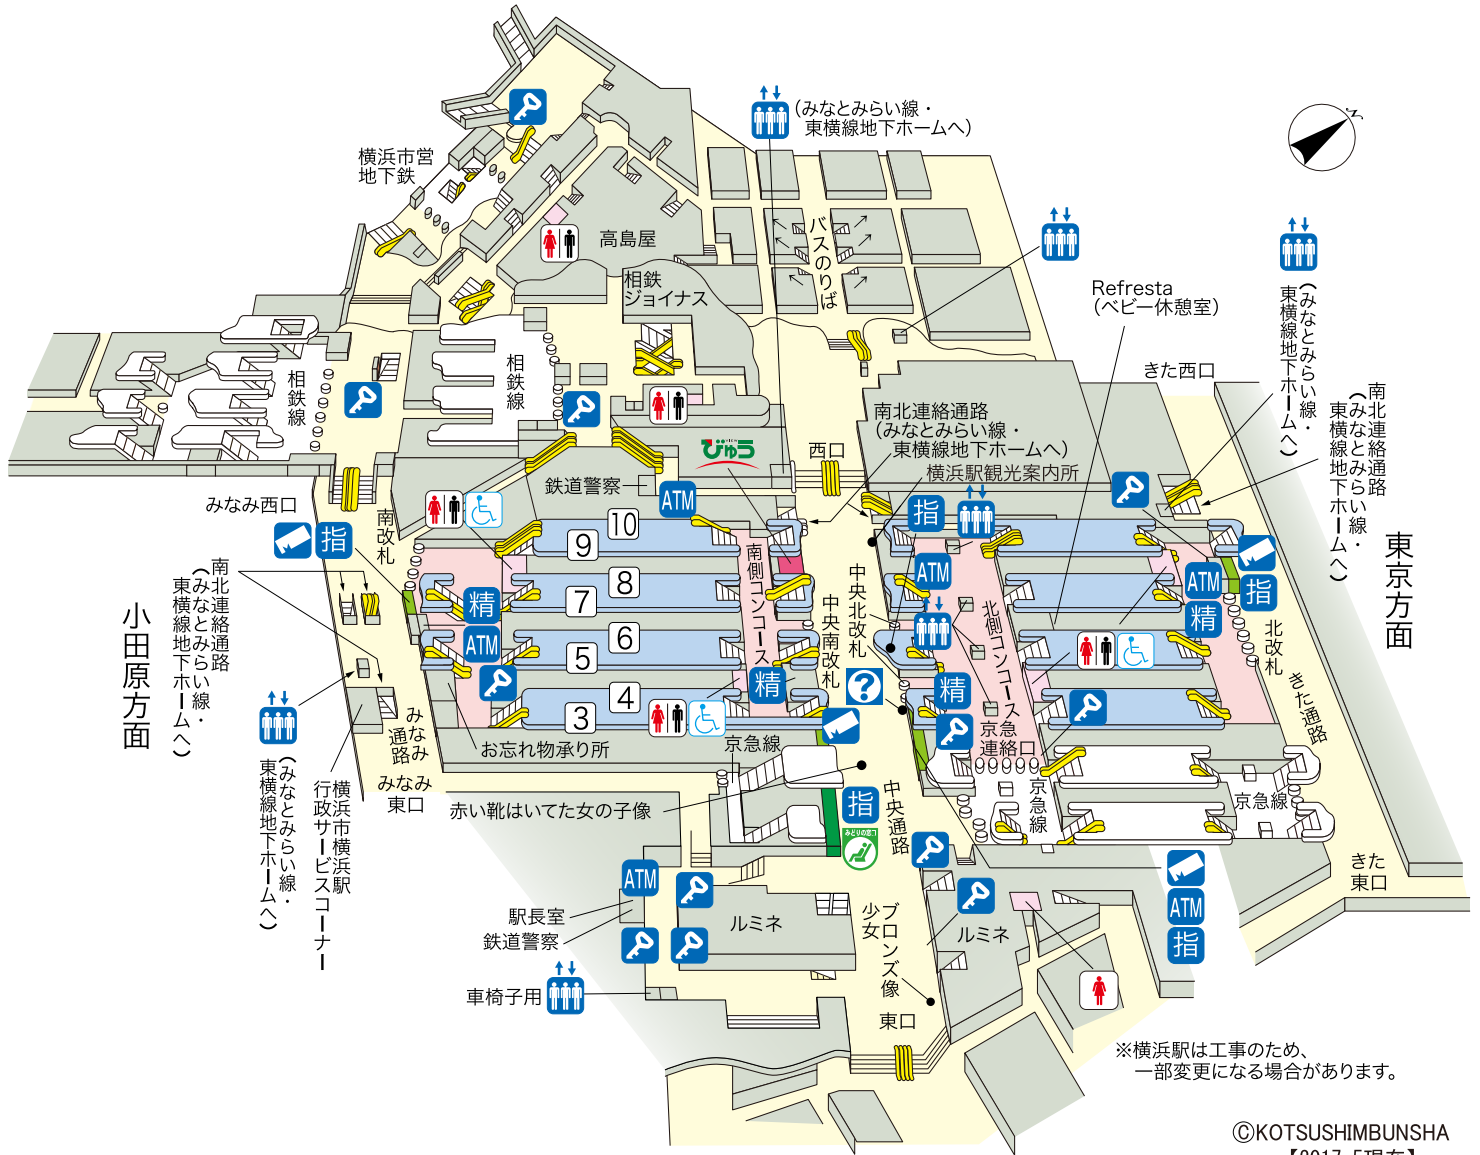 (みなとみらい線・
東横線地下ホームへ)
横浜市営
地下鉄
高島屋
バスのりば
相鉄
ジョイナス
Refresta
(ベビー休憩室)
(みなとみらい線・
東横線地下ホームへ)
きた西口
南北連絡通路
(みなとみらい線・
東横線地下ホームへ)
相鉄線
相鉄線
南北連絡通路
(みなとみらい線・
東横線地下ホームへ)
びゅう
西口
横浜駅観光案内所
鉄道警察
ATM
みなみ西口
南改札
指
指
10
9
8
7
6
5
4
3
南側コンコース
中央北改札
中央南改札
北側コンコース
ATM
ATM
指
精
東京方面
小田原方面
南北連絡通路
(みなとみらい線・
東横線地下ホームへ)
精
ATM
精
精
北改札
きた通路
みなみ
通路
お忘れ物承り所
京急線
京急
連絡口
みなみ
東口
(みなとみらい線・
東横線地下ホームへ)
横浜市横浜駅
行政サービスコーナー
赤い靴はいてた女の子像
指
みどりの窓口
中央通路
京急線
京急線
きた
東口
ATM
駅長室
鉄道警察
ルミネ
ブロンズ像
少女
ルミネ
ATM
指
車椅子用
東口
※横浜駅は工事のため、
一部変更になる場合があります。
ⒸKOTSUSHIMBUNSHA
【2017.5現在】